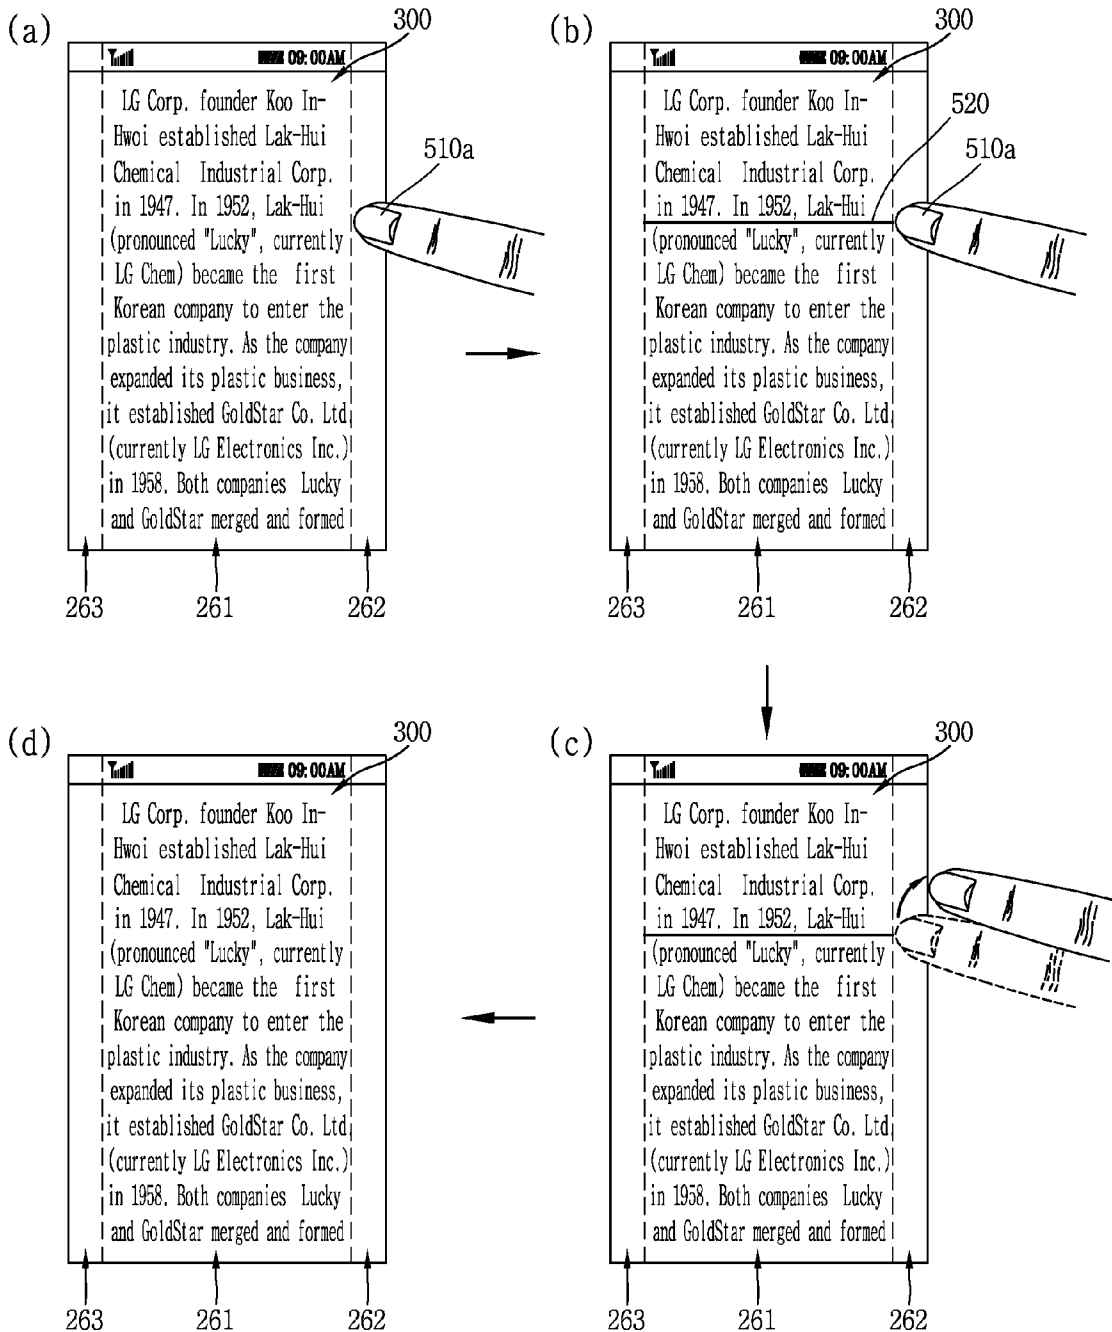 (a)
300
09:00AM
LG Corp. founder Koo In-
Hwoi established Lak-Hui
Chemical Industrial Corp.
in 1947. In 1952, Lak-Hui
(pronounced "Lucky", currently
LG Chem) became the first
Korean company to enter the
plastic industry. As the company
expanded its plastic business,
it established GoldStar Co. Ltd
(currently LG Electronics Inc.)
in 1958. Both companies Lucky
and GoldStar merged and formed
510a
263
261
262
(b)
300
09:00AM
LG Corp. founder Koo In-
Hwoi established Lak-Hui
Chemical Industrial Corp.
in 1947. In 1952, Lak-Hui
(pronounced "Lucky", currently
LG Chem) became the first
Korean company to enter the
plastic industry. As the company
expanded its plastic business,
it established GoldStar Co. Ltd
(currently LG Electronics Inc.)
in 1958. Both companies Lucky
and GoldStar merged and formed
520
510a
263
261
262
(d)
300
09:00AM
LG Corp. founder Koo In-
Hwoi established Lak-Hui
Chemical Industrial Corp.
in 1947. In 1952, Lak-Hui
(pronounced "Lucky", currently
LG Chem) became the first
Korean company to enter the
plastic industry. As the company
expanded its plastic business,
it established GoldStar Co. Ltd
(currently LG Electronics Inc.)
in 1958. Both companies Lucky
and GoldStar merged and formed
263
261
262
(c)
300
09:00AM
LG Corp. founder Koo In-
Hwoi established Lak-Hui
Chemical Industrial Corp.
in 1947. In 1952, Lak-Hui
(pronounced "Lucky", currently
LG Chem) became the first
Korean company to enter the
plastic industry. As the company
expanded its plastic business,
it established GoldStar Co. Ltd
(currently LG Electronics Inc.)
in 1958. Both companies Lucky
and GoldStar merged and formed
263
261
262